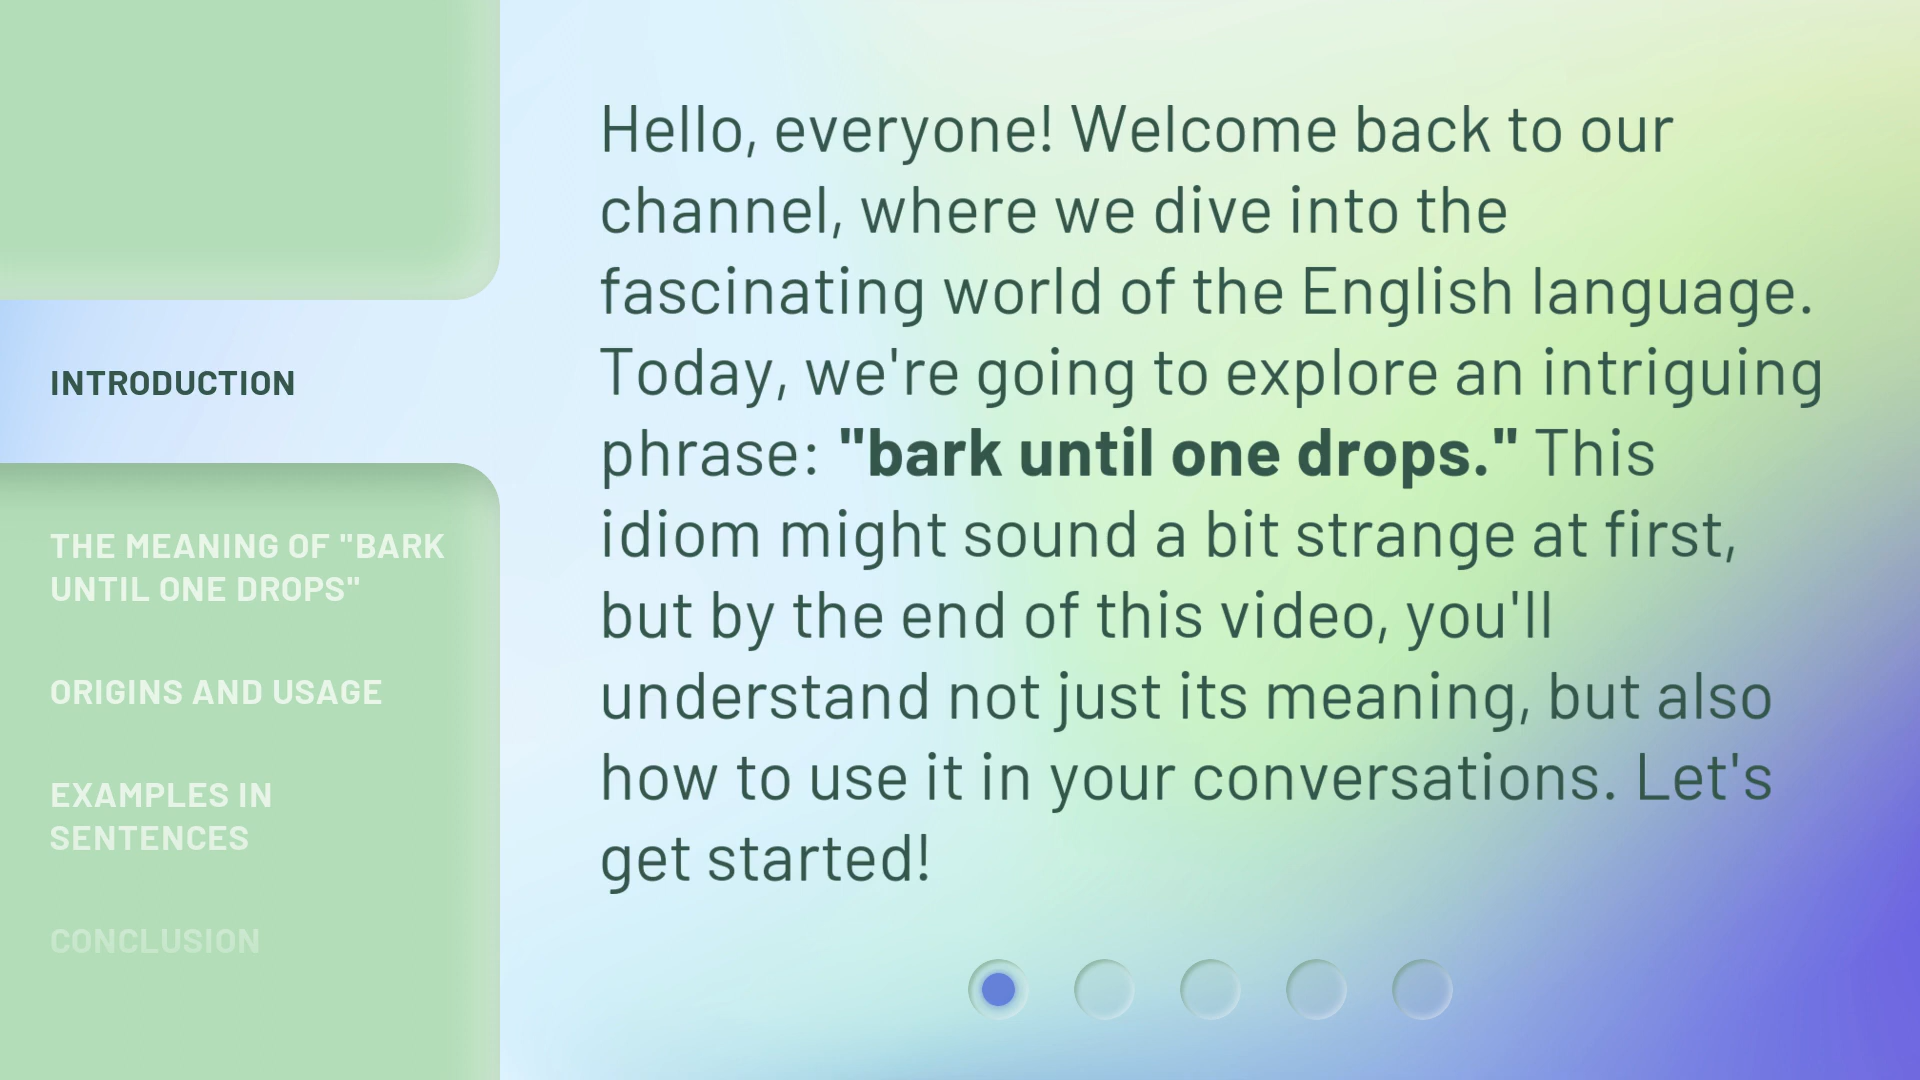 INTRODUCTION
THE MEANING OF "BARK
UNTIL ONE DROPS"
ORIGINS AND USAGE
EXAMPLES IN
SENTENCES
CONCLUSION
Hello, everyone! Welcome back to our
channel, where we dive into the
fascinating world of the English language.
Today, we're going to explore an intriguing
phrase: "bark until one drops." This
idiom might sound a bit strange at first,
but by the end of this video, you'll
understand not just its meaning, but also
how to use it in your conversations. Let's
get started!